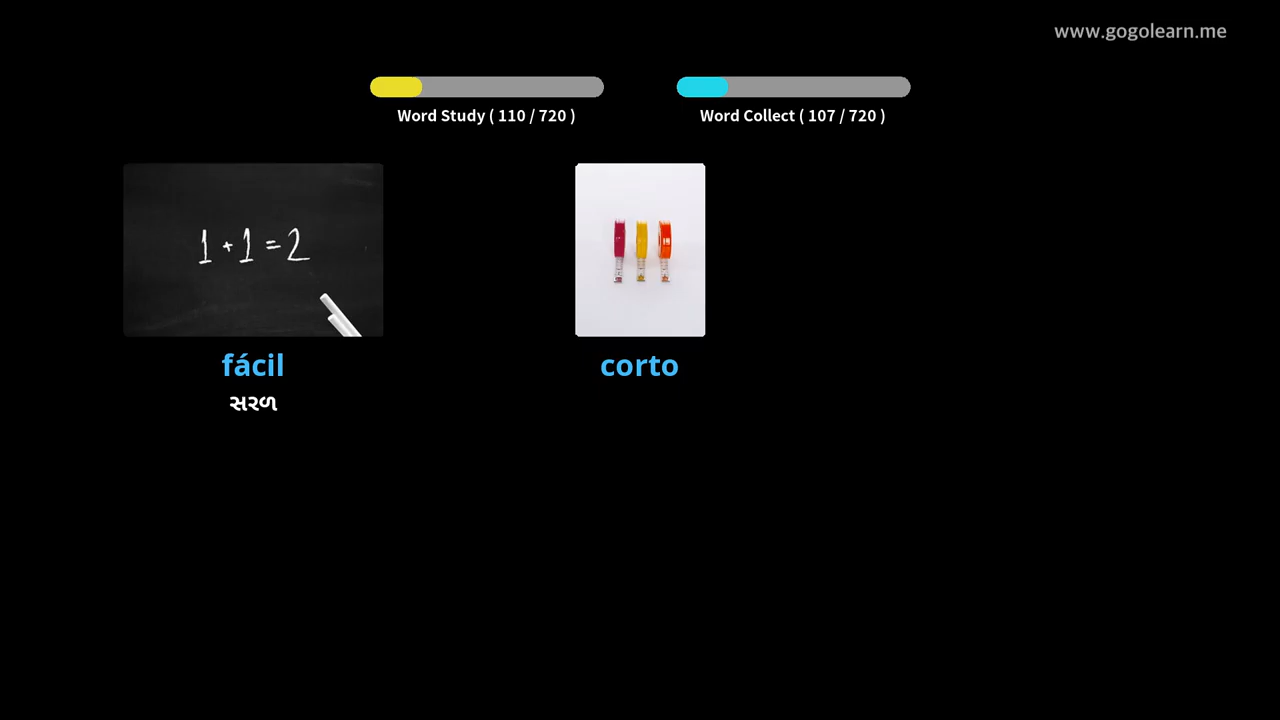 www.gogolearn.me
Word Study ( 110 / 720 )
Word Collect ( 107 / 720 )
1 + 1 = 2
fácil
સરળ
corto